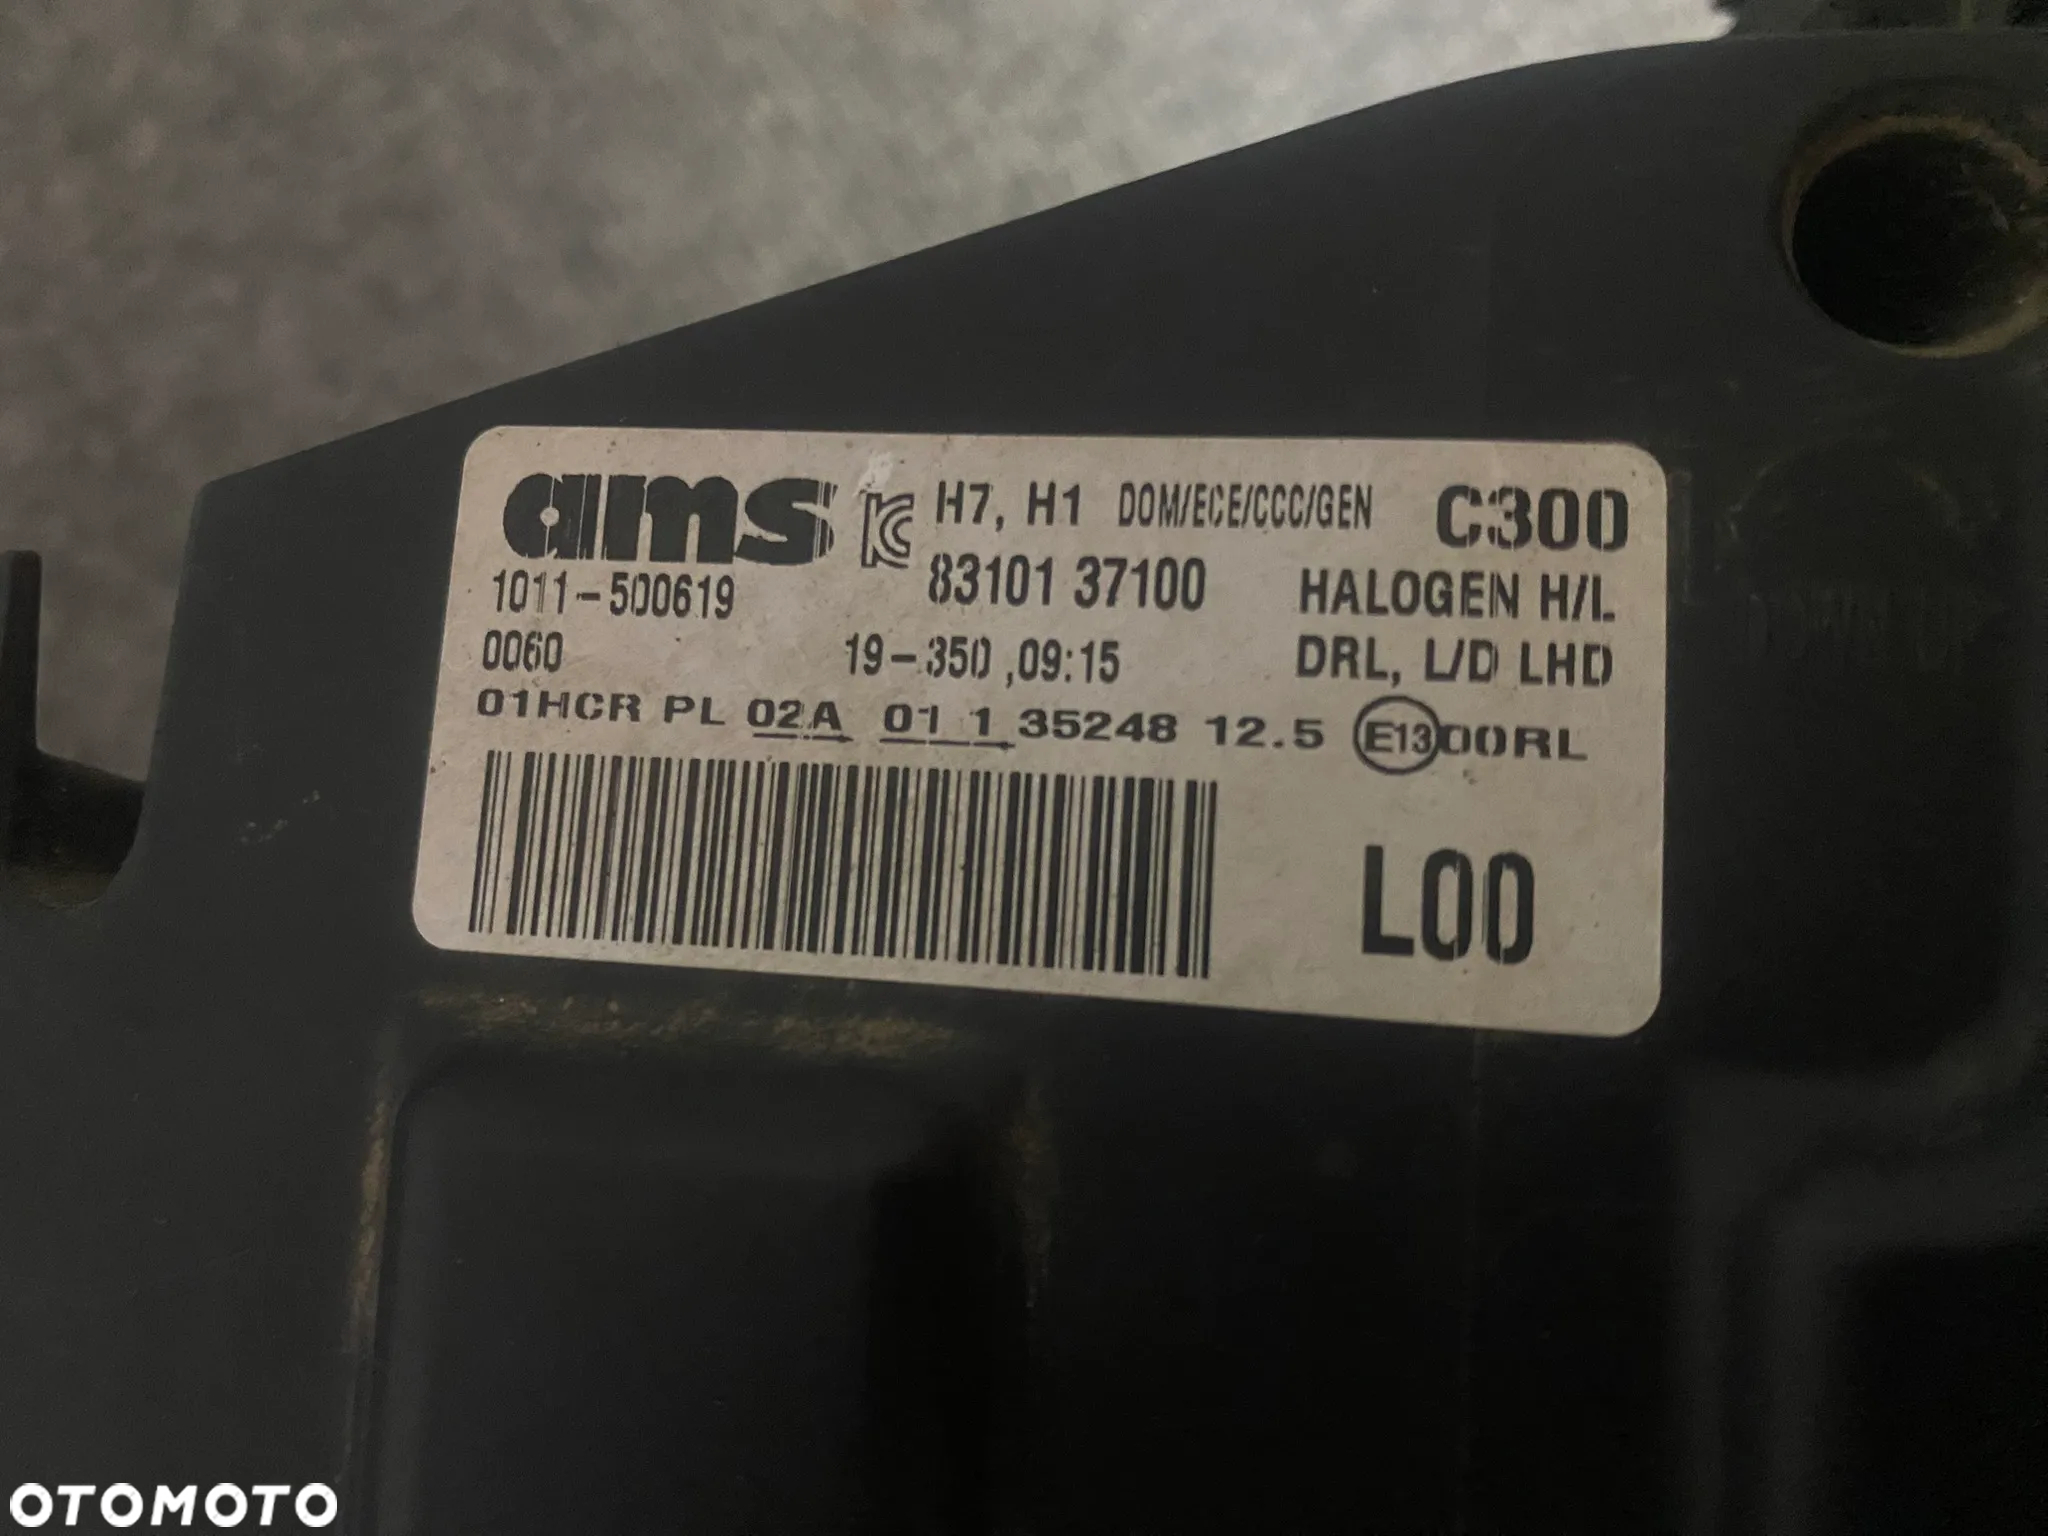 ams H7, H1 DOM/ECE/CCC/GEN C300
1011-500619 83101 37100 HALOGEN H/L
0060 19-350 ,09:15 DRL, L/D LHD
01HCR PL 02A 01 1 35248 12.5 E13 00RL
L00
OTOMOTO